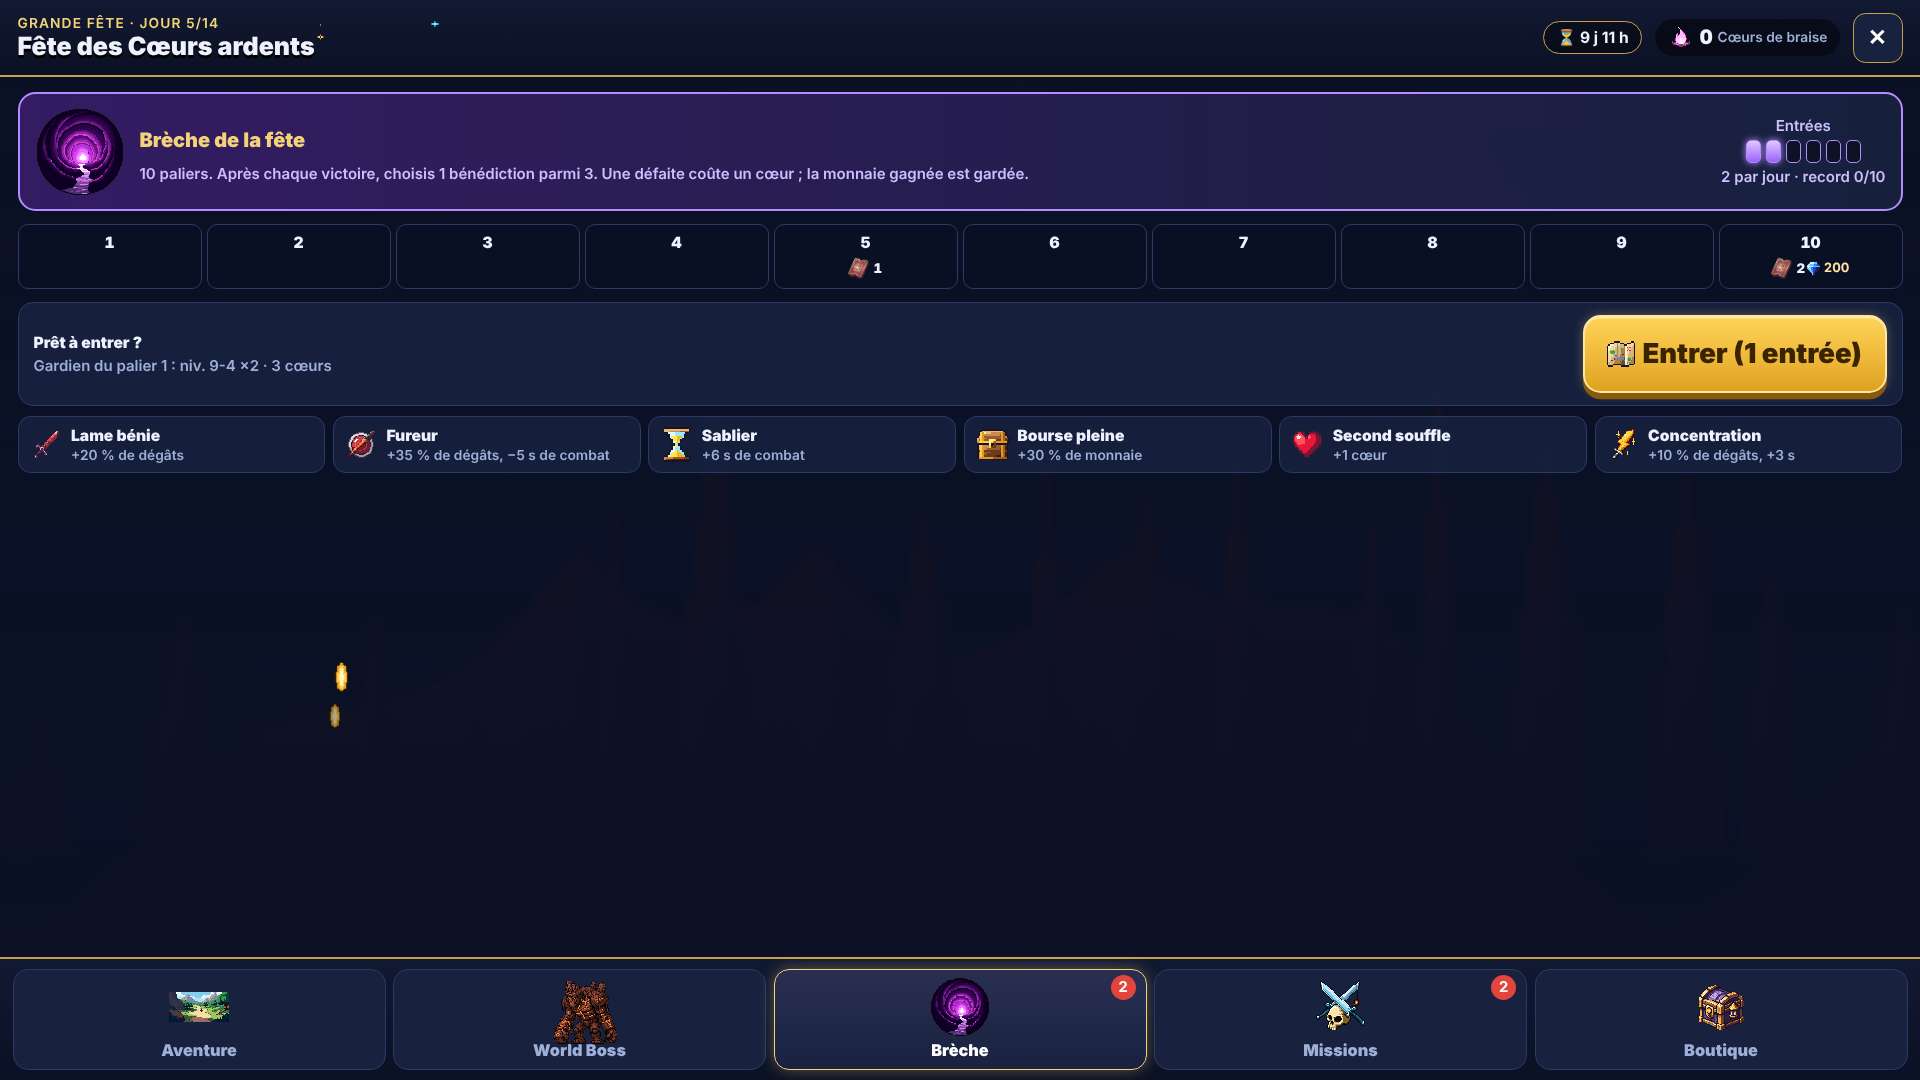 GRANDE FÊTE · JOUR 5/14
Fête des Cœurs ardents
9 j 11 h
0 Cœurs de braise
Brèche de la fête
10 paliers. Après chaque victoire, choisis 1 bénédiction parmi 3. Une défaite coûte un cœur ; la monnaie gagnée est gardée.
Entrées
2 par jour · record 0/10
1
2
3
4
5
1
6
7
8
9
10
2 200
Prêt à entrer ?
Gardien du palier 1 : niv. 9-4 ×2 · 3 cœurs
Entrer (1 entrée)
Lame bénie
+20 % de dégâts
Fureur
+35 % de dégâts, −5 s de combat
Sablier
+6 s de combat
Bourse pleine
+30 % de monnaie
Second souffle
+1 cœur
Concentration
+10 % de dégâts, +3 s
Aventure
World Boss
2
Brèche
2
Missions
Boutique